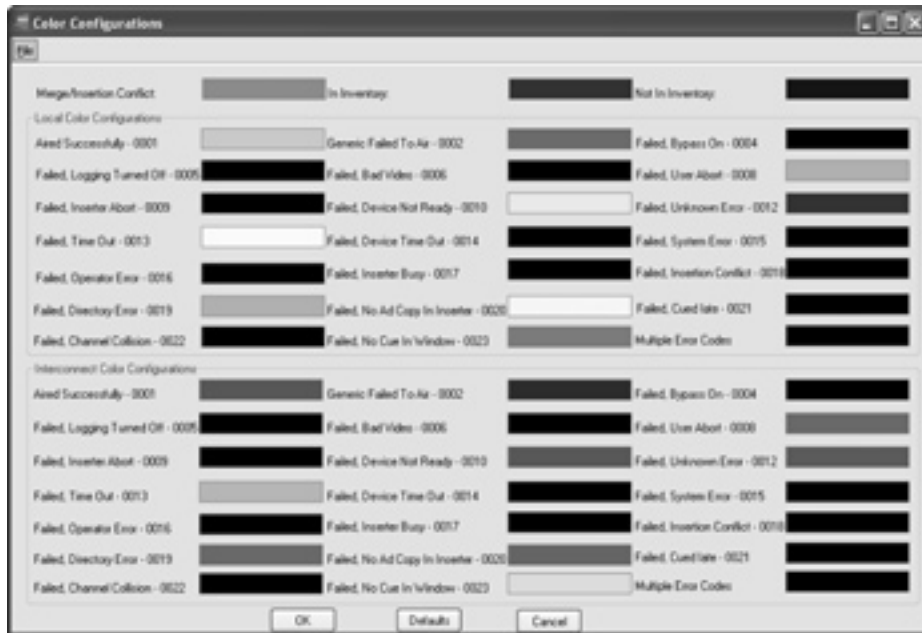 Color Configurations
File
Merge/Insertion Conflict: In Inventory: Not In Inventory:
Local Color Configurations
Aired Successfully - 0001 Generic Failed To Air - 0002 Failed, Bypass On - 0004
Failed, Logging Turned Off - 0005 Failed, Bad Video - 0006 Failed, User Abort - 0008
Failed, Inserter Abort - 0009 Failed, Device Not Ready - 0010 Failed, Unknown Error - 0012
Failed, Time Out - 0013 Failed, Device Time Out - 0014 Failed, System Error - 0015
Failed, Operator Error - 0016 Failed, Inserter Busy - 0017 Failed, Insertion Conflict - 0018
Failed, Directory Error - 0019 Failed, No Ad Copy In Inserter - 0020 Failed, Cued late - 0021
Failed, Channel Collision - 0022 Failed, No Cue In Window - 0023 Multiple Error Codes
Interconnect Color Configurations
Aired Successfully - 0001 Generic Failed To Air - 0002 Failed, Bypass On - 0004
Failed, Logging Turned Off - 0005 Failed, Bad Video - 0006 Failed, User Abort - 0008
Failed, Inserter Abort - 0009 Failed, Device Not Ready - 0010 Failed, Unknown Error - 0012
Failed, Time Out - 0013 Failed, Device Time Out - 0014 Failed, System Error - 0015
Failed, Operator Error - 0016 Failed, Inserter Busy - 0017 Failed, Insertion Conflict - 0018
Failed, Directory Error - 0019 Failed, No Ad Copy In Inserter - 0020 Failed, Cued late - 0021
Failed, Channel Collision - 0022 Failed, No Cue In Window - 0023 Multiple Error Codes
OK Defaults Cancel